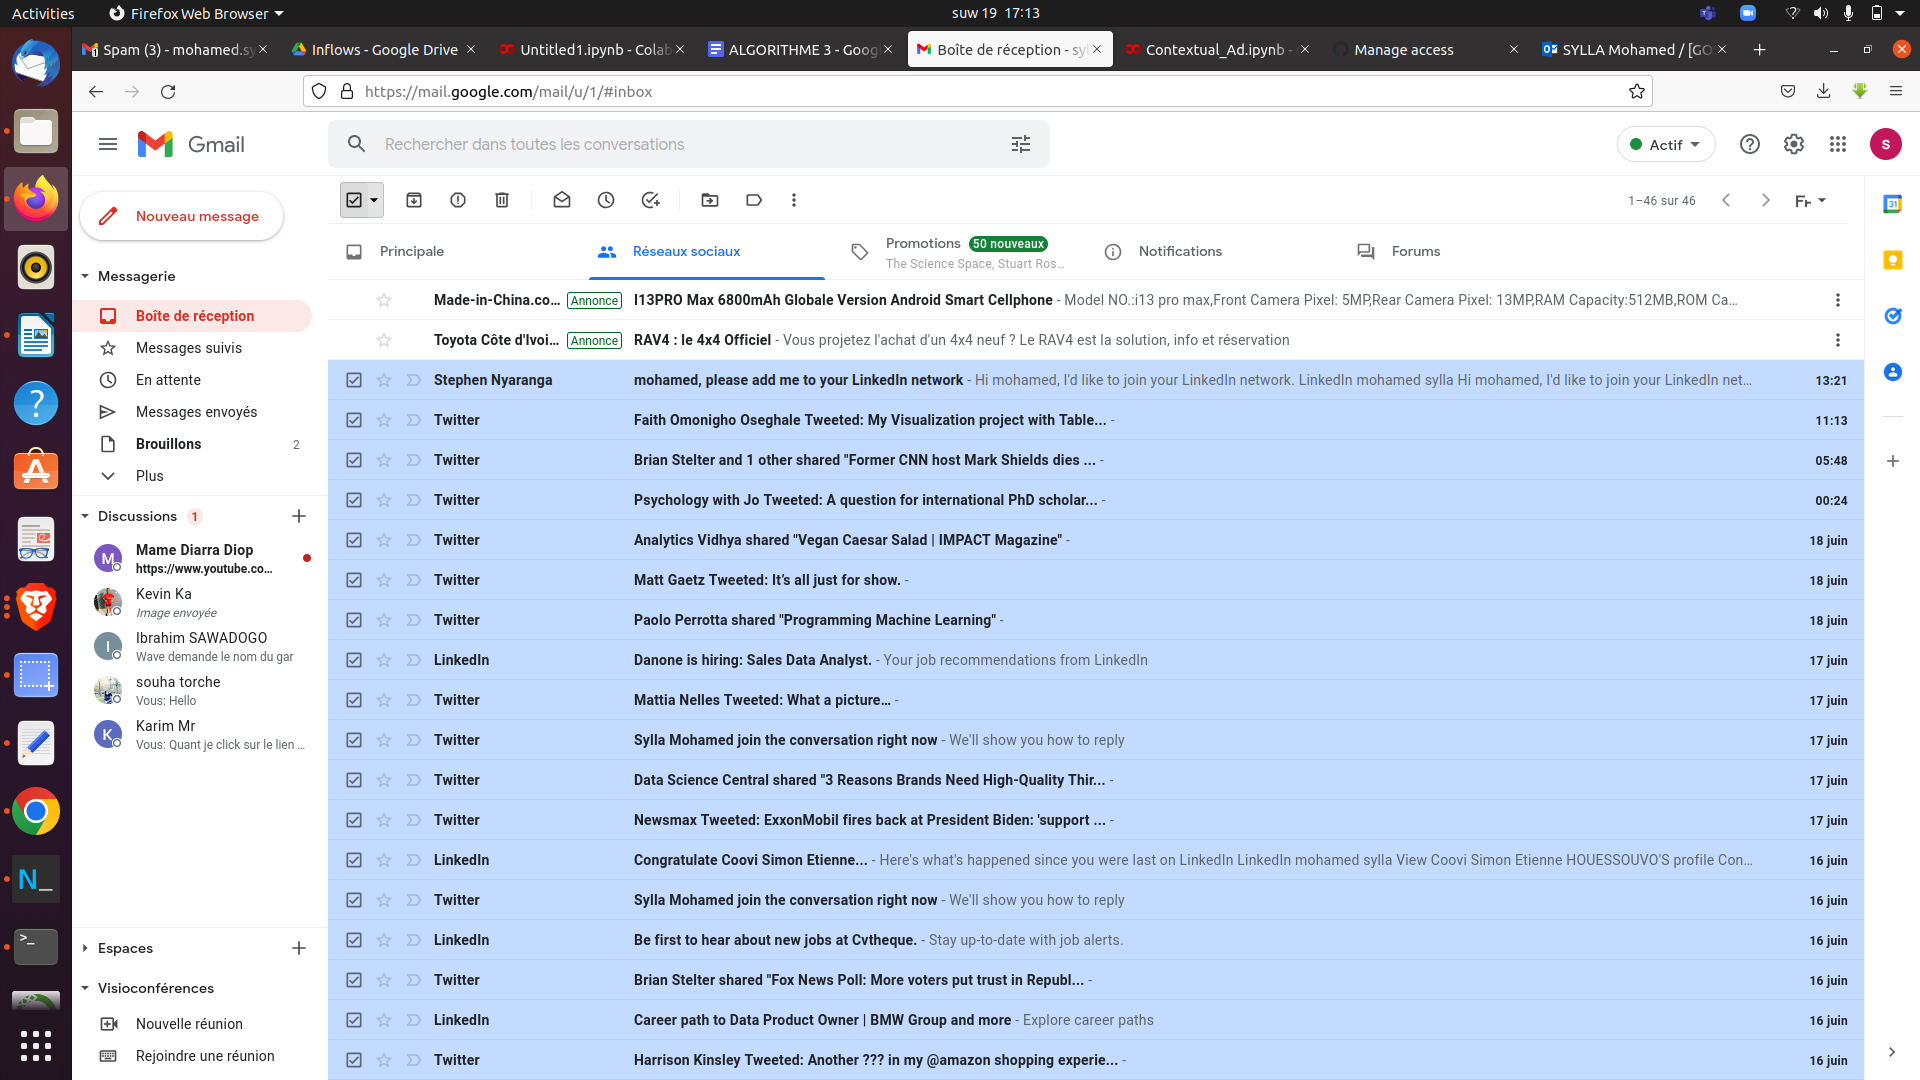 Activities
Firefox Web Browser
suw 19 17:13
Spam (3) - mohamed.sy
Inflows - Google Drive
Untitled1.ipynb - Colab
ALGORITHME 3 - Goog
Boîte de réception - syl
Contextual_Ad.ipynb -
Manage access
SYLLA Mohamed / [GO
https://mail.google.com/mail/u/1/#inbox
Gmail
Rechercher dans toutes les conversations
Actif
S
Nouveau message
1–46 sur 46
Messagerie
Boîte de réception
Messages suivis
En attente
Messages envoyés
Brouillons 2
Plus
Discussions 1
M
Mame Diarra Diop
https://www.youtube.co...
Kevin Ka
Image envoyée
I
Ibrahim SAWADOGO
Wave demande le nom du gar
souha torche
Vous: Hello
K
Karim Mr
Vous: Quant je click sur le lien ...
Espaces
Visioconférences
Nouvelle réunion
Rejoindre une réunion
Principale
Réseaux sociaux
Promotions 50 nouveaux
The Science Space, Stuart Ros...
Notifications
Forums
Made-in-China.co... Annonce I13PRO Max 6800mAh Globale Version Android Smart Cellphone - Model NO.:i13 pro max,Front Camera Pixel: 5MP,Rear Camera Pixel: 13MP,RAM Capacity:512MB,ROM Ca...
Toyota Côte d'Ivoi... Annonce RAV4 : le 4x4 Officiel - Vous projetez l'achat d'un 4x4 neuf ? Le RAV4 est la solution, info et réservation
Stephen Nyaranga mohamed, please add me to your LinkedIn network - Hi mohamed, I'd like to join your LinkedIn network. LinkedIn mohamed sylla Hi mohamed, I'd like to join your LinkedIn net... 13:21
Twitter Faith Omonigho Oseghale Tweeted: My Visualization project with Table... - 11:13
Twitter Brian Stelter and 1 other shared "Former CNN host Mark Shields dies ... - 05:48
Twitter Psychology with Jo Tweeted: A question for international PhD scholar... - 00:24
Twitter Analytics Vidhya shared "Vegan Caesar Salad | IMPACT Magazine" - 18 juin
Twitter Matt Gaetz Tweeted: It's all just for show. - 18 juin
Twitter Paolo Perrotta shared "Programming Machine Learning" - 18 juin
LinkedIn Danone is hiring: Sales Data Analyst. - Your job recommendations from LinkedIn 17 juin
Twitter Mattia Nelles Tweeted: What a picture... - 17 juin
Twitter Sylla Mohamed join the conversation right now - We'll show you how to reply 17 juin
Twitter Data Science Central shared "3 Reasons Brands Need High-Quality Thir... - 17 juin
Twitter Newsmax Tweeted: ExxonMobil fires back at President Biden: 'support ... - 17 juin
LinkedIn Congratulate Coovi Simon Etienne... - Here's what's happened since you were last on LinkedIn LinkedIn mohamed sylla View Coovi Simon Etienne HOUESSOUVO'S profile Con... 16 juin
Twitter Sylla Mohamed join the conversation right now - We'll show you how to reply 16 juin
LinkedIn Be first to hear about new jobs at Cvtheque. - Stay up-to-date with job alerts. 16 juin
Twitter Brian Stelter shared "Fox News Poll: More voters put trust in Republ... - 16 juin
LinkedIn Career path to Data Product Owner | BMW Group and more - Explore career paths 16 juin
Twitter Harrison Kinsley Tweeted: Another ??? in my @amazon shopping experie... - 16 juin